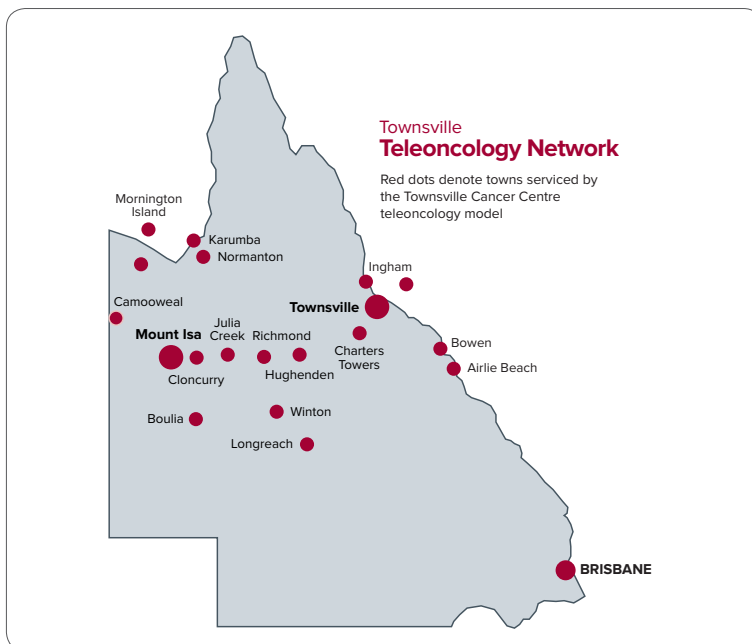 Townsville
Teleoncology Network
Red dots denote towns serviced by
the Townsville Cancer Centre
teleoncology model
Mornington
Island
Karumba
Normanton
Ingham
Camooweal
Townsville
Mount Isa
Julia
Creek
Richmond
Charters
Towers
Bowen
Airlie Beach
Cloncurry
Hughenden
Boulia
Winton
Longreach
BRISBANE